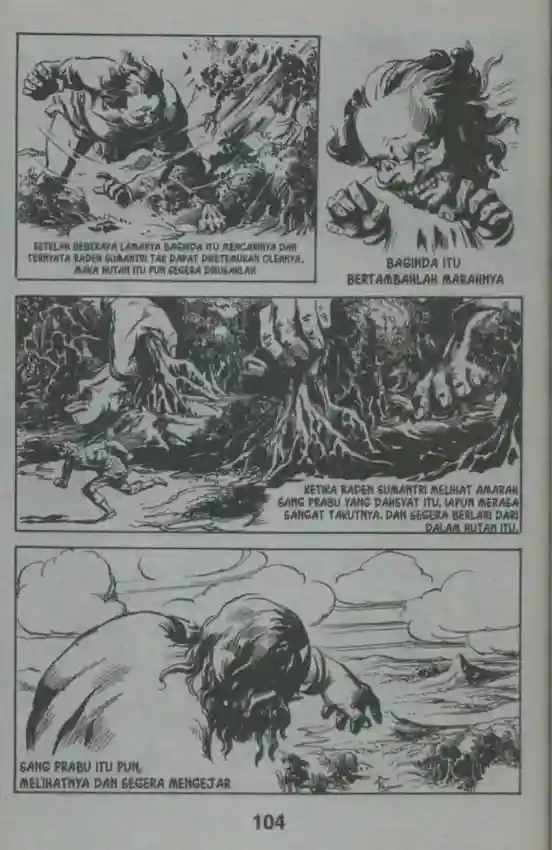 SETELAH BEBERAPA LAMANYA BAGINDA ITU MENCARINYA DAN
TERNYATA RADEN SUMANTRI TAK DAPAT DIKETEMUKAN OLEHNYA.
MAKA HUTAN ITU PUN SEGERA DIRUSAKLAH
BAGINDA ITU
BERTAMBAHLAH MARAHNYA
KETIKA RADEN SUMANTRI MELIHAT AMARAH
SANG PRABU YANG DAHSYAT ITU, IAPUN MERASA
SANGAT TAKUTNYA. DAN SEGERA BERLARI DARI
DALAM HUTAN ITU.
SANG PRABU ITU PUN,
MELIHATNYA DAN SEGERA MENGEJAR
104